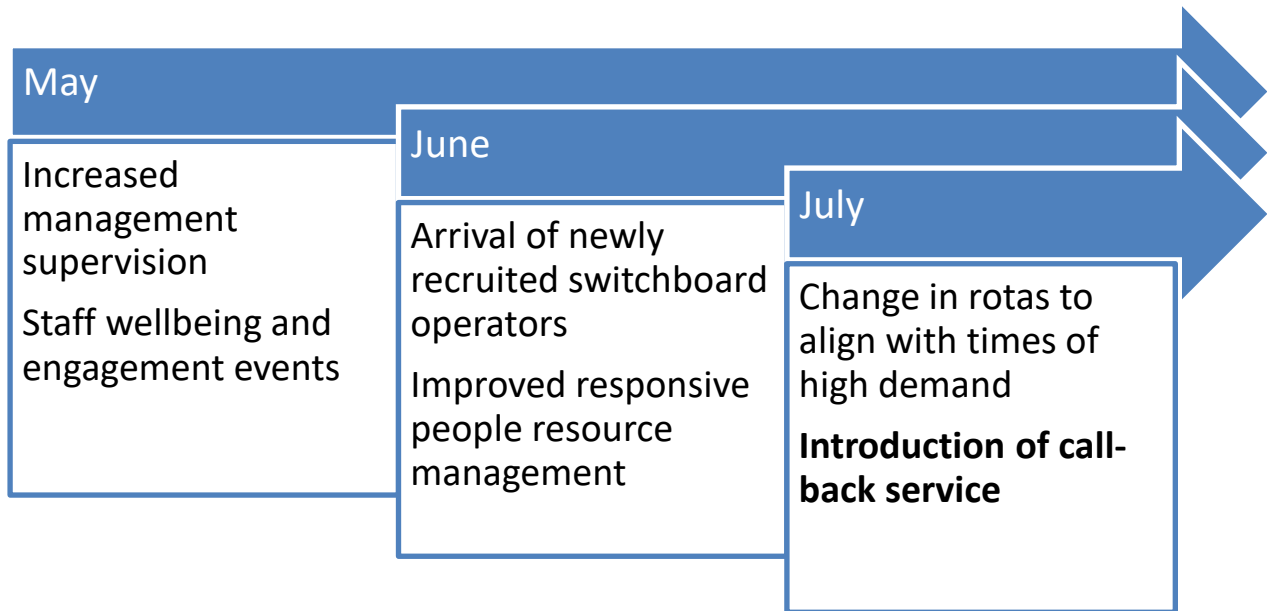 May
Increased
management
supervision
Staff wellbeing and
engagement events
June
Arrival of newly
recruited switchboard
operators
Improved responsive
people resource
management
July
Change in rotas to
align with times of
high demand
Introduction of call-
back service